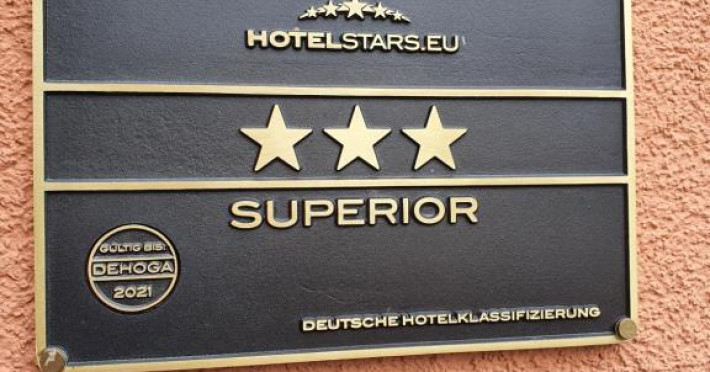 HOTELSTARS.EU
SUPERIOR
GÜLTIG BIS:
DEHOGA
2021
DEUTSCHE HOTELKLASSIFIZIERUNG